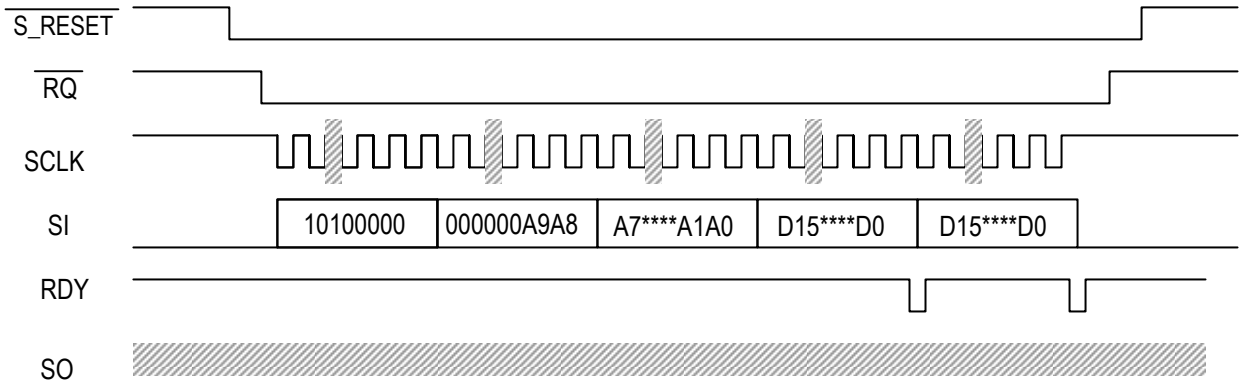 S_RESET
RQ
SCLK
SI 10100000 000000A9A8 A7****A1A0 D15****D0 D15****D0
RDY
SO